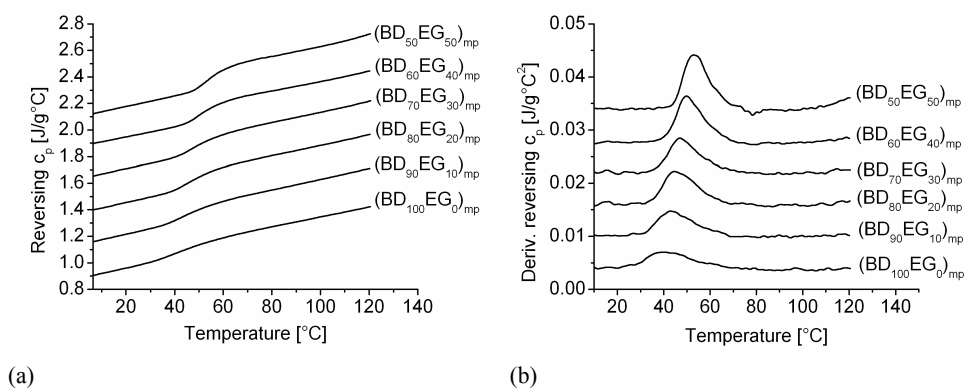 Reversing cp [J/g°C]
2.8
2.6
2.4
2.2
2.0
1.8
1.6
1.4
1.2
1.0
0.8
(BD50EG50)mp
(BD60EG40)mp
(BD70EG30)mp
(BD80EG20)mp
(BD90EG10)mp
(BD100EG0)mp
20 40 60 80 100 120 140
Temperature [°C]
(a)
Deriv. reversing cp [J/g°C²]
0.05
0.04
0.03
0.02
0.01
0.00
(BD50EG50)mp
(BD60EG40)mp
(BD70EG30)mp
(BD80EG20)mp
(BD90EG10)mp
(BD100EG0)mp
20 40 60 80 100 120 140
Temperature [°C]
(b)